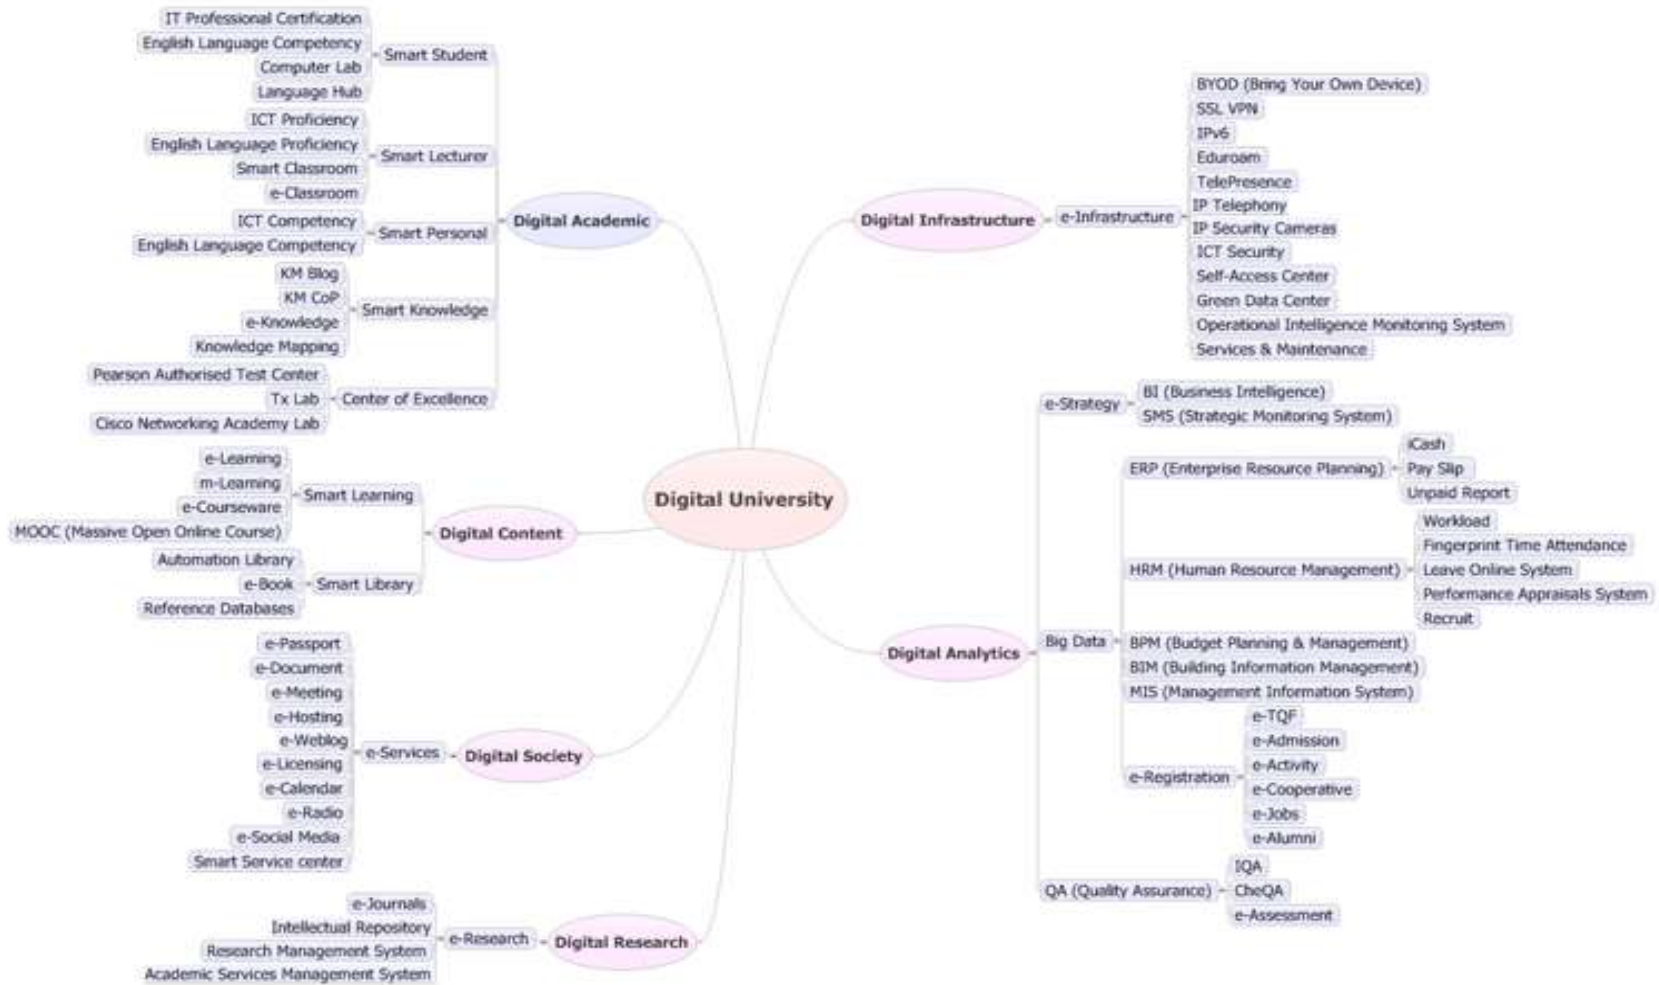 Digital University
Digital Academic
Smart Student
IT Professional Certification
English Language Competency
Computer Lab
Language Hub
Smart Lecturer
ICT Proficiency
English Language Proficiency
Smart Classroom
e-Classroom
Smart Personal
ICT Competency
English Language Competency
Smart Knowledge
KM Blog
KM CoP
e-Knowledge
Knowledge Mapping
Center of Excellence
Pearson Authorised Test Center
Tx Lab
Cisco Networking Academy Lab
Digital Content
Smart Learning
e-Learning
m-Learning
e-Courseware
MOOC (Massive Open Online Course)
Smart Library
Automation Library
e-Book
Reference Databases
Digital Society
e-Services
e-Passport
e-Document
e-Meeting
e-Hosting
e-Weblog
e-Licensing
e-Calendar
e-Radio
e-Social Media
Smart Service center
Digital Research
e-Research
e-Journals
Intellectual Repository
Research Management System
Academic Services Management System
Digital Infrastructure
e-Infrastructure
BYOD (Bring Your Own Device)
SSL VPN
IPv6
Eduroam
TelePresence
IP Telephony
IP Security Cameras
ICT Security
Self-Access Center
Green Data Center
Operational Intelligence Monitoring System
Services & Maintenance
Digital Analytics
e-Strategy
BI (Business Intelligence)
SMS (Strategic Monitoring System)
Big Data
ERP (Enterprise Resource Planning)
iCash
Pay Slip
Unpaid Report
HRM (Human Resource Management)
Workload
Fingerprint Time Attendance
Leave Online System
Performance Appraisals System
Recruit
BPM (Budget Planning & Management)
BIM (Building Information Management)
MIS (Management Information System)
e-Registration
e-TQF
e-Admission
e-Activity
e-Cooperative
e-Jobs
e-Alumni
QA (Quality Assurance)
IQA
CheQA
e-Assessment